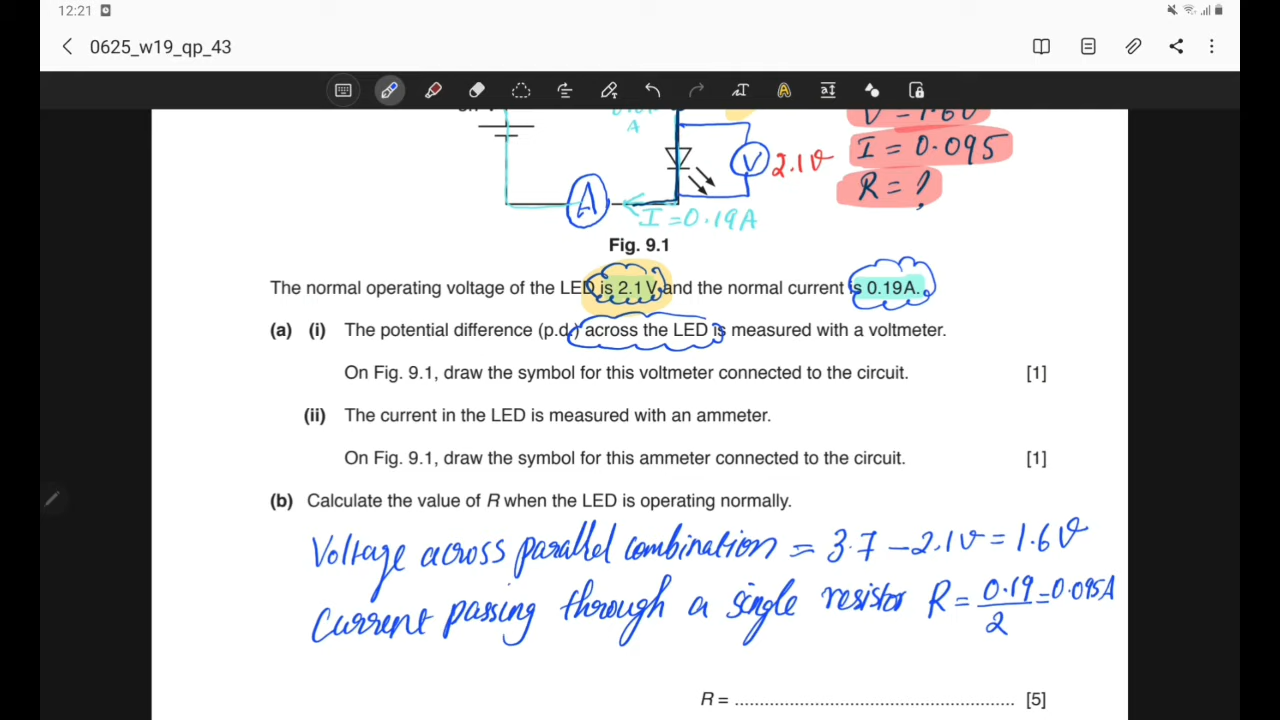 12:21
0625_w19_qp_43
A
V = 1.6V
I = 0.095
R = ?
V 2.1V
A
I = 0.19A
Fig. 9.1
The normal operating voltage of the LED is 2.1V and the normal current is 0.19A.
(a) (i) The potential difference (p.d.) across the LED is measured with a voltmeter.
On Fig. 9.1, draw the symbol for this voltmeter connected to the circuit. [1]
(ii) The current in the LED is measured with an ammeter.
On Fig. 9.1, draw the symbol for this ammeter connected to the circuit. [1]
(b) Calculate the value of R when the LED is operating normally.
Voltage across parallel combination = 3.7 - 2.1V = 1.6V
Current passing through a single resistor R = 0.19 = 0.095A
2
R = ........................................................ [5]